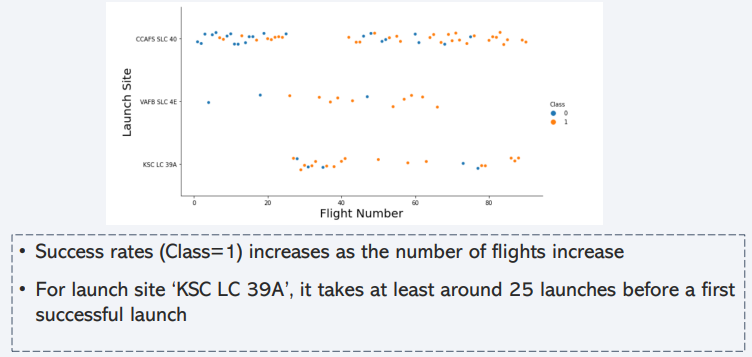 CCAFS SLC 40
VAFB SLC 4E
KSC LC 39A
Launch Site
0 20 40 60 80
Flight Number
Class
0
1
• Success rates (Class=1) increases as the number of flights increase
• For launch site ‘KSC LC 39A’, it takes at least around 25 launches before a first
successful launch